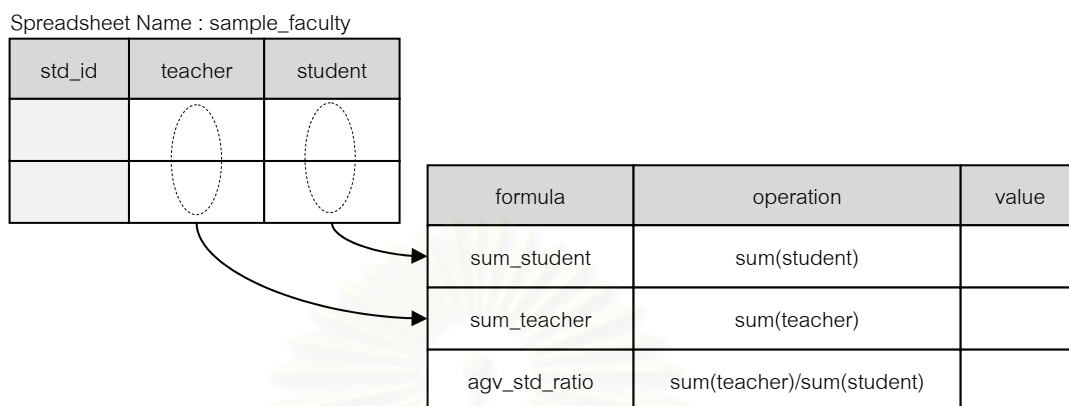 Spreadsheet Name : sample_faculty
std_id teacher student
formula operation value
sum_student sum(student)
sum_teacher sum(teacher)
agv_std_ratio sum(teacher)/sum(student)